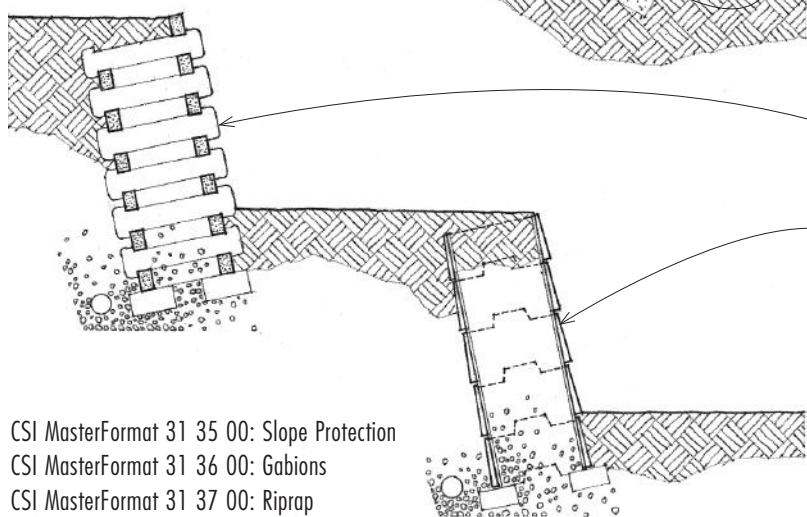 CSI MasterFormat 31 35 00: Slope Protection
CSI MasterFormat 31 36 00: Gabions
CSI MasterFormat 31 37 00: Riprap